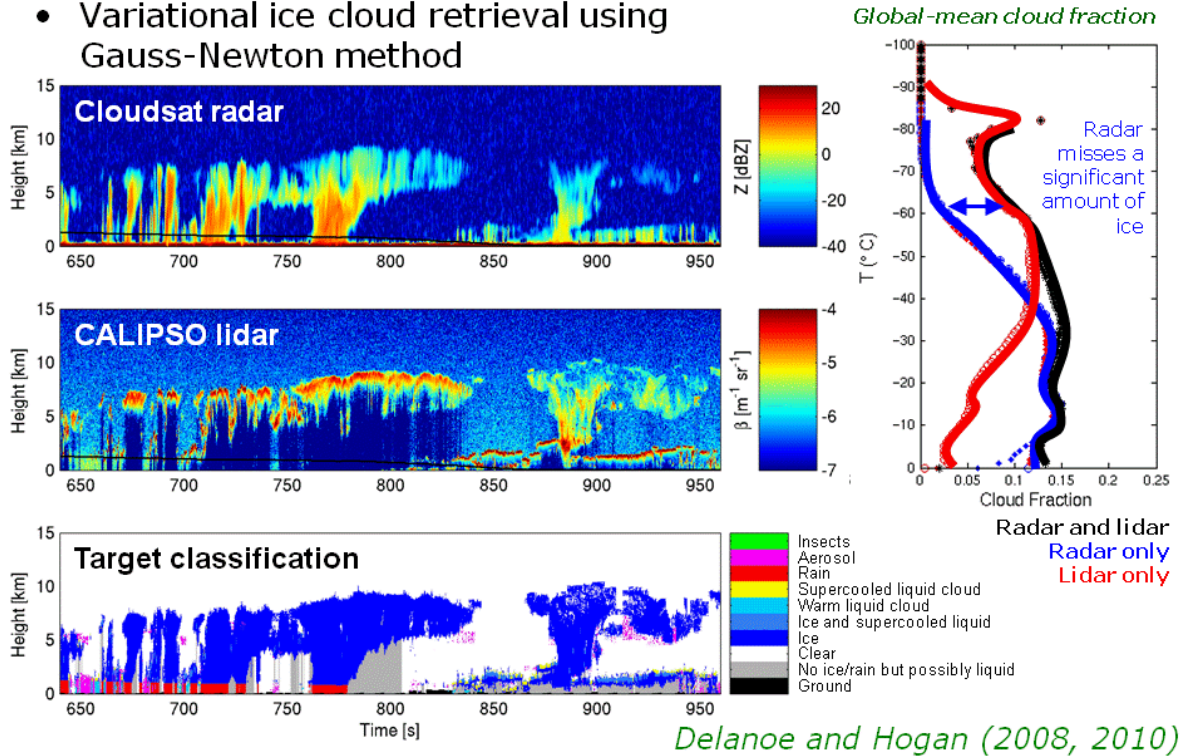 • Variational ice cloud retrieval using
Gauss-Newton method
Cloudsat radar
Height [km]
15
10
5
0
650 700 750 800 850 900 950
20
0
-20
-40
Z [dBZ]
CALIPSO lidar
Height [km]
15
10
5
0
650 700 750 800 850 900 950
-4
-5
-6
-7
β [m⁻¹ sr⁻¹]
Target classification
Height [km]
15
10
5
0
650 700 750 800 850 900 950
Time [s]
Insects
Aerosol
Rain
Supercooled liquid cloud
Warm liquid cloud
Ice and supercooled liquid
Ice
Clear
No ice/rain but possibly liquid
Ground
Global-mean cloud fraction
-100
-90
-80
-70
-60
-50
-40
-30
-20
-10
0
T (° C)
Radar
misses a
significant
amount of
ice
0 0.05 0.1 0.15 0.2 0.25
Cloud Fraction
Radar and lidar
Radar only
Lidar only
Delanoe and Hogan (2008, 2010)